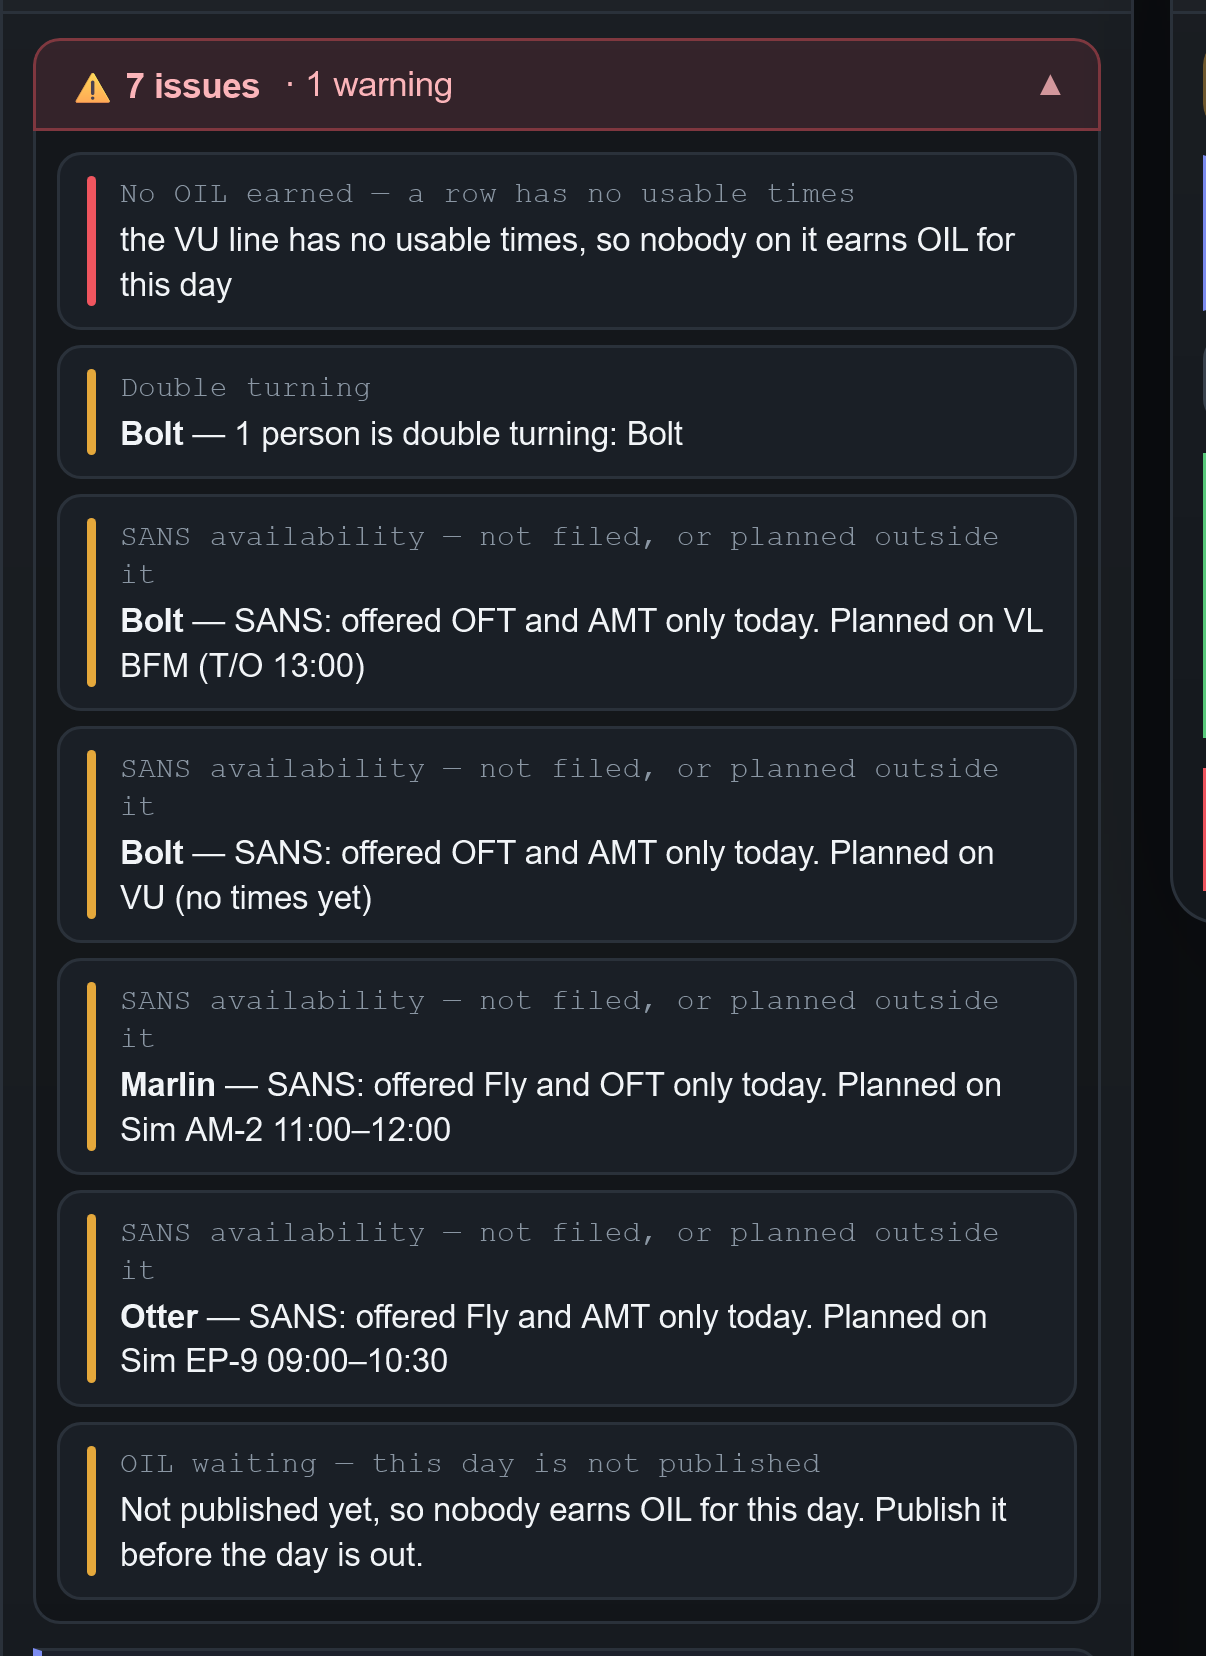 ⚠️ 7 issues · 1 warning ▲
No OIL earned — a row has no usable times
the VU line has no usable times, so nobody on it earns OIL for
this day
Double turning
Bolt — 1 person is double turning: Bolt
SANS availability — not filed, or planned outside
it
Bolt — SANS: offered OFT and AMT only today. Planned on VL
BFM (T/O 13:00)
SANS availability — not filed, or planned outside
it
Bolt — SANS: offered OFT and AMT only today. Planned on
VU (no times yet)
SANS availability — not filed, or planned outside
it
Marlin — SANS: offered Fly and OFT only today. Planned on
Sim AM-2 11:00–12:00
SANS availability — not filed, or planned outside
it
Otter — SANS: offered Fly and AMT only today. Planned on
Sim EP-9 09:00–10:30
OIL waiting — this day is not published
Not published yet, so nobody earns OIL for this day. Publish it
before the day is out.